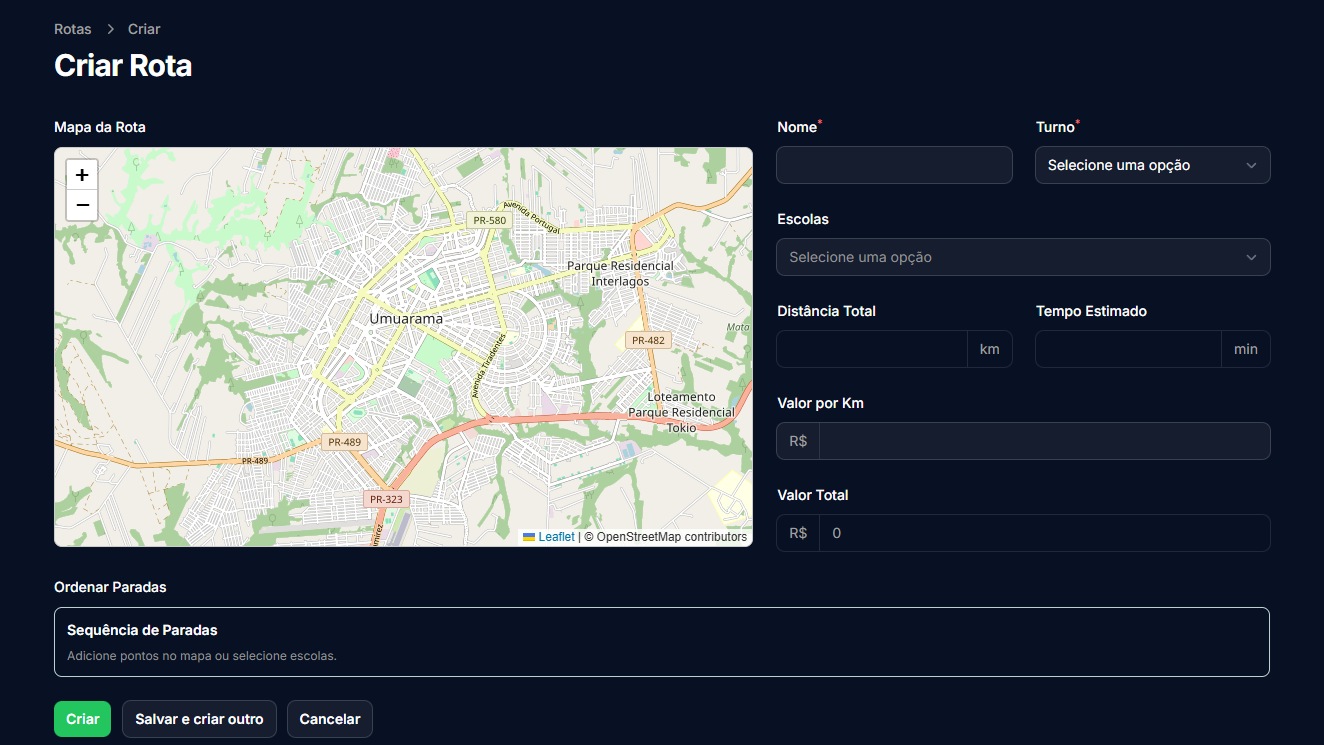 Rotas > Criar
Criar Rota
Mapa da Rota
+
−
PR-580
Avenida Portugal
Parque Residencial
Interlagos
Umuarama
Mata
PR-482
Avenida Tiradentes
Loteamento
Parque Residencial
Tokio
PR-489
PR-489
PR-323
Leaflet | © OpenStreetMap contributors
Nome*
Turno*
Selecione uma opção
Escolas
Selecione uma opção
Distância Total
Tempo Estimado
km
min
Valor por Km
R$
Valor Total
R$ 0
Ordenar Paradas
Sequência de Paradas
Adicione pontos no mapa ou selecione escolas.
Criar
Salvar e criar outro
Cancelar